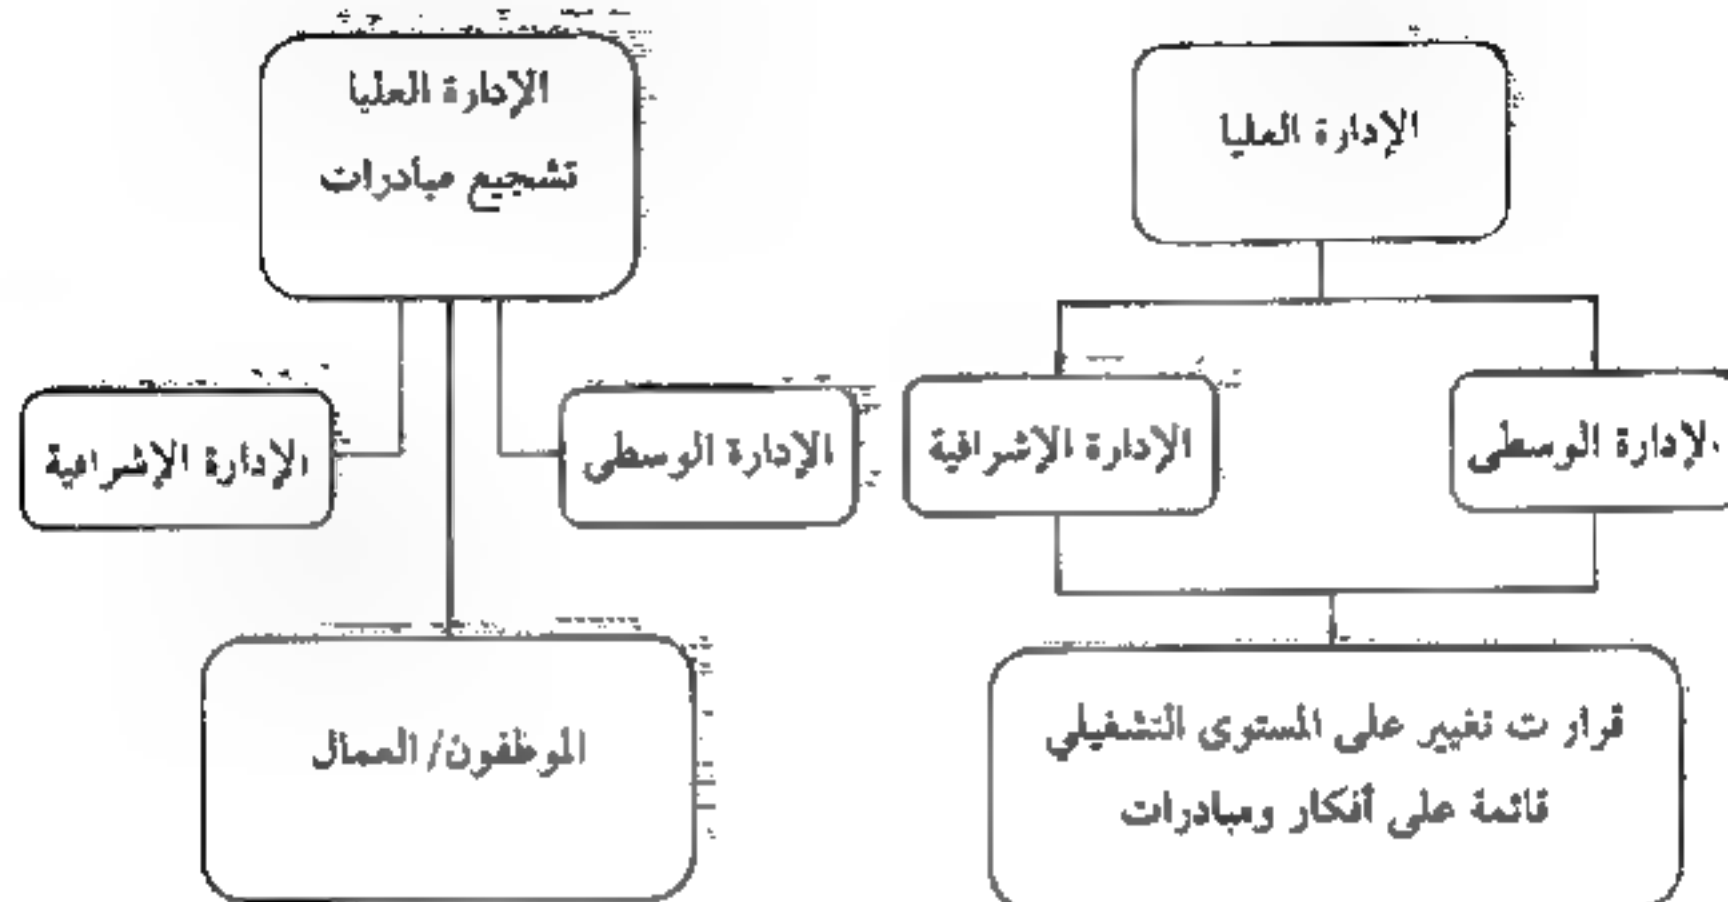 الإدارة العليا
الإدارة الوسطى
الإدارة الإشرافية
قرار ت تغيير على المستوى التشغيلي
قائمة على أفكار ومبادرات
الإدارة العليا
تشجيع مبادرات
الإدارة الوسطى
الإدارة الإشرافية
الموظفون/ العمال